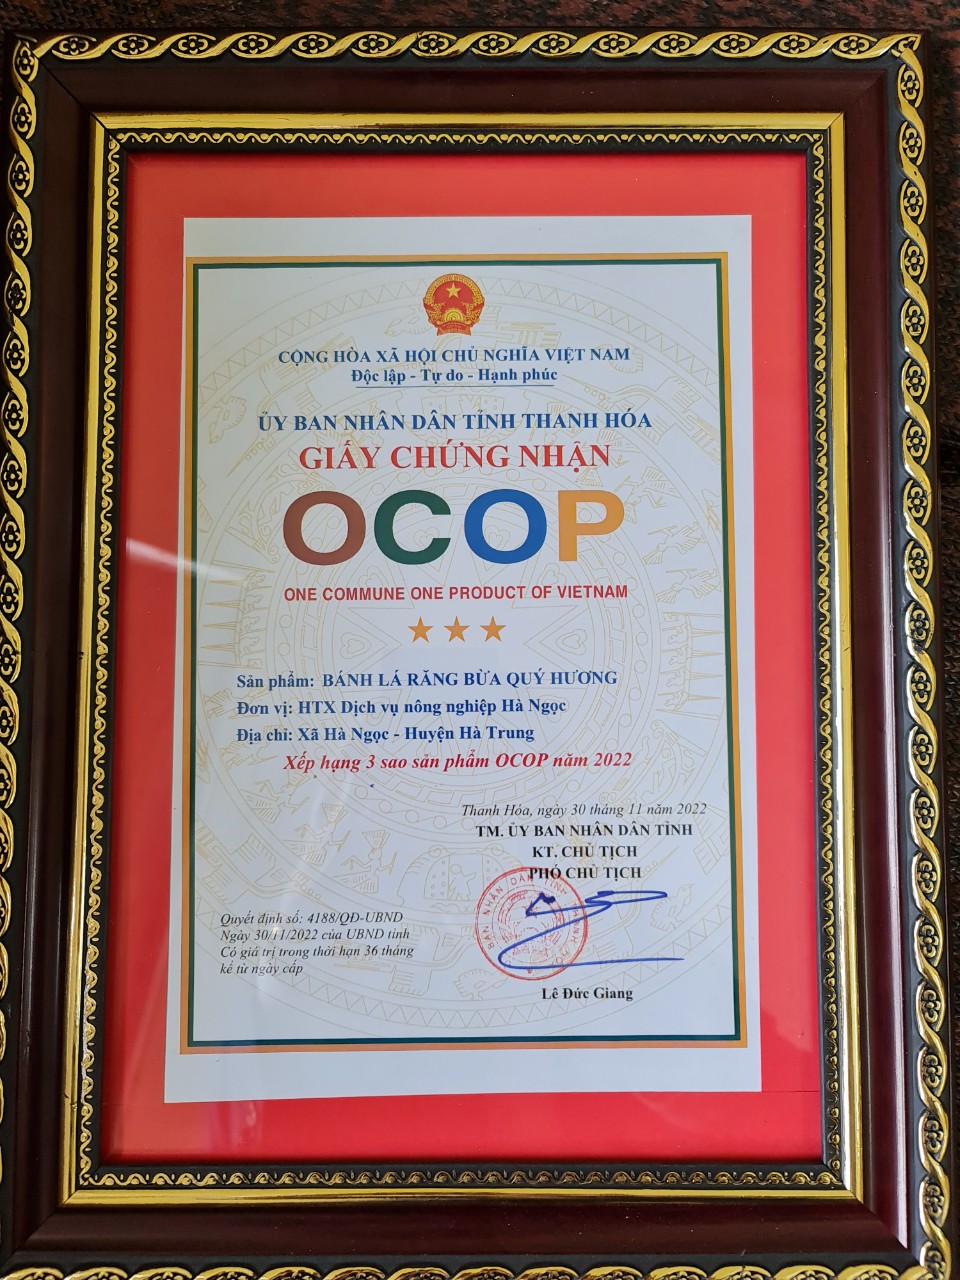 CỘNG HÒA XÃ HỘI CHỦ NGHĨA VIỆT NAM
Độc lập - Tự do - Hạnh phúc
ỦY BAN NHÂN DÂN TỈNH THANH HÓA
GIẤY CHỨNG NHẬN
OCOP
ONE COMMUNE ONE PRODUCT OF VIETNAM
Sản phẩm: BÁNH LÁ RĂNG BỪA QUÝ HƯƠNG
Đơn vị: HTX Dịch vụ nông nghiệp Hà Ngọc
Địa chỉ: Xã Hà Ngọc - Huyện Hà Trung
Xếp hạng 3 sao sản phẩm OCOP năm 2022
Thanh Hóa, ngày 30 tháng 11 năm 2022
TM. ỦY BAN NHÂN DÂN TỈNH
KT. CHỦ TỊCH
PHÓ CHỦ TỊCH
Quyết định số: 4188/QĐ-UBND
Ngày 30/11/2022 của UBND tỉnh
Có giá trị trong thời hạn 36 tháng
kể từ ngày cấp
Lê Đức Giang